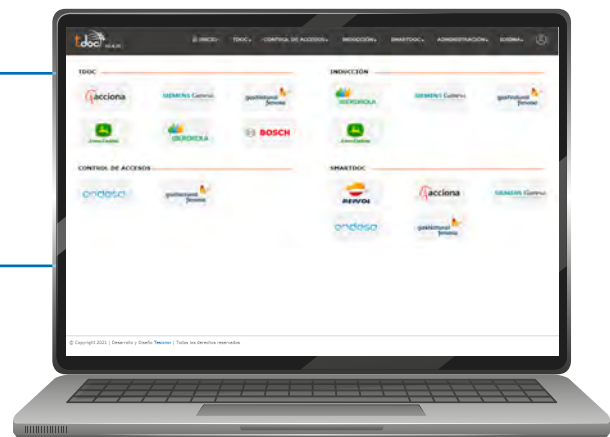 tdoc
INICIO
TDOC
CONTROL DE ACCESOS
INDUCCIÓN
SMARTDOC
ADMINISTRACIÓN
IDIOMA
TDOC
acciona
SIEMENS Gamesa
gasNatural
fenosa
IBERDROLA
BOSCH
INDUCCIÓN
IBERDROLA
SIEMENS Gamesa
gasNatural
fenosa
CONTROL DE ACCESOS
endesa
gasNatural
fenosa
SMARTDOC
REPSOL
acciona
SIEMENS Gamesa
endesa
gasNatural
fenosa
© Copyright 2021 | Desarrollo y Diseño Tesicnor | Todos los derechos reservados